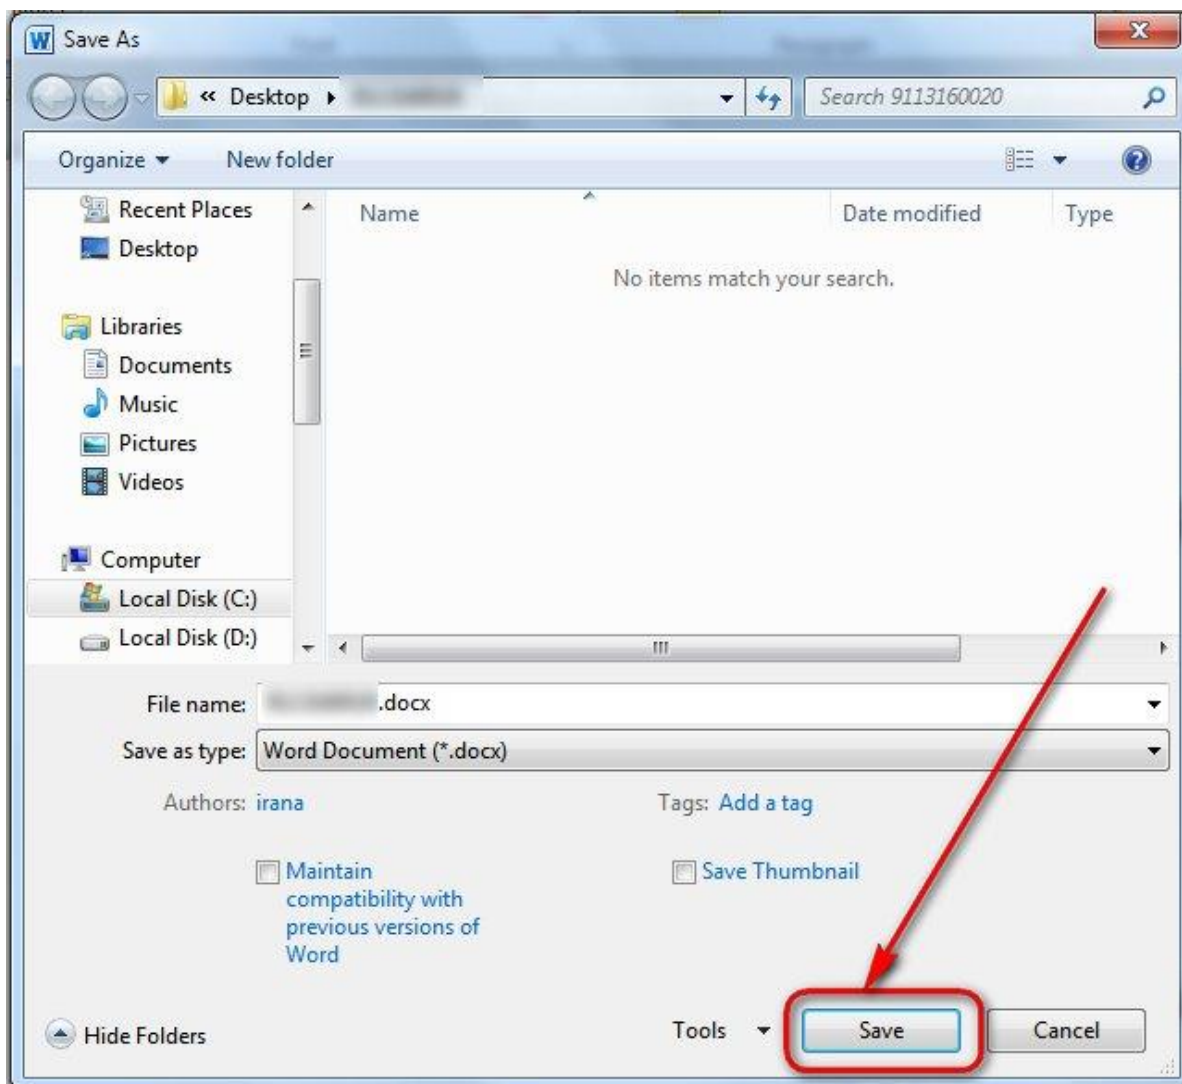 Save As
« Desktop
Search 9113160020
Organize
New folder
Recent Places
Name
Date modified
Type
Desktop
No items match your search.
Libraries
Documents
Music
Pictures
Videos
Computer
Local Disk (C:)
Local Disk (D:)
File name: .docx
Save as type: Word Document (*.docx)
Authors: irana
Tags: Add a tag
Maintain
compatibility with
previous versions of
Word
Save Thumbnail
Hide Folders
Tools
Save
Cancel